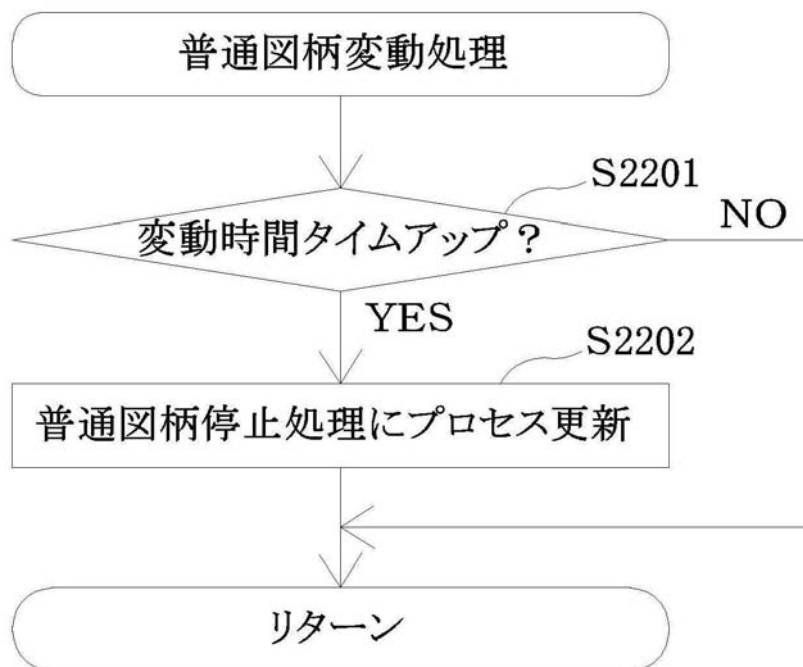 普通図柄変動処理
S2201
変動時間タイムアップ？
NO
YES
S2202
普通図柄停止処理にプロセス更新
リターン